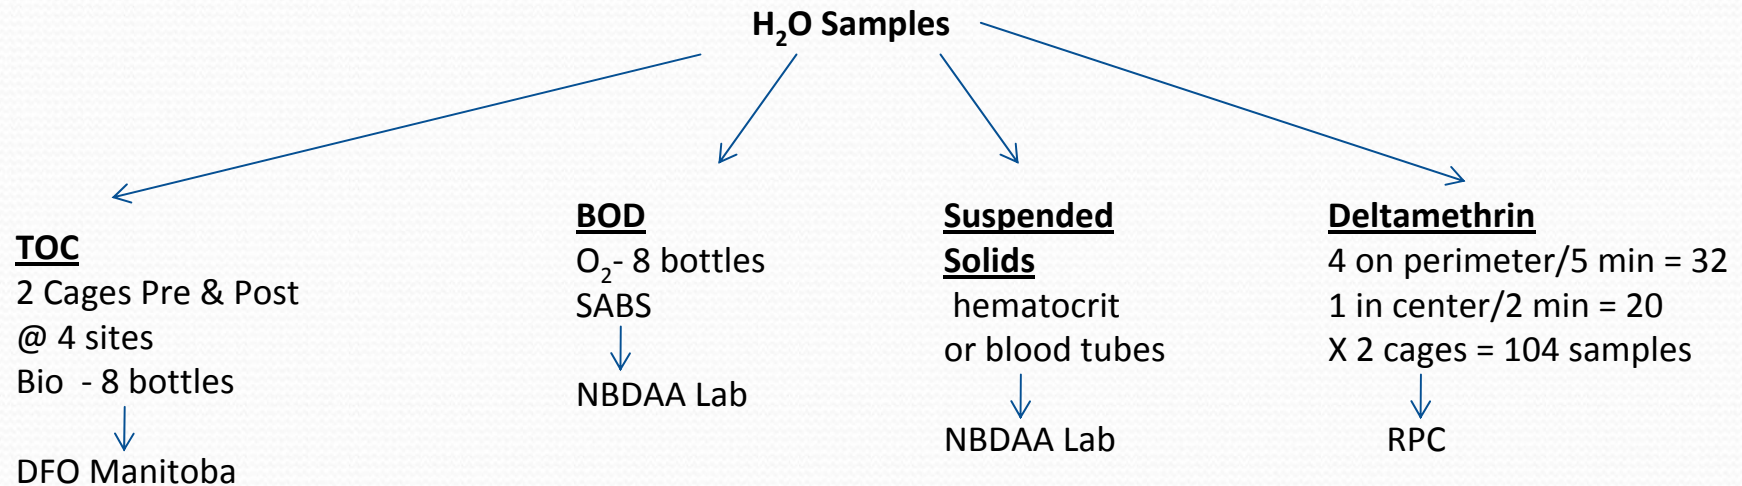 H₂O Samples
TOC
2 Cages Pre & Post
@ 4 sites
Bio - 8 bottles
DFO Manitoba
BOD
O₂- 8 bottles
SABS
NBDAA Lab
Suspended
Solids
hematocrit
or blood tubes
NBDAA Lab
Deltamethrin
4 on perimeter/5 min = 32
1 in center/2 min = 20
X 2 cages = 104 samples
RPC